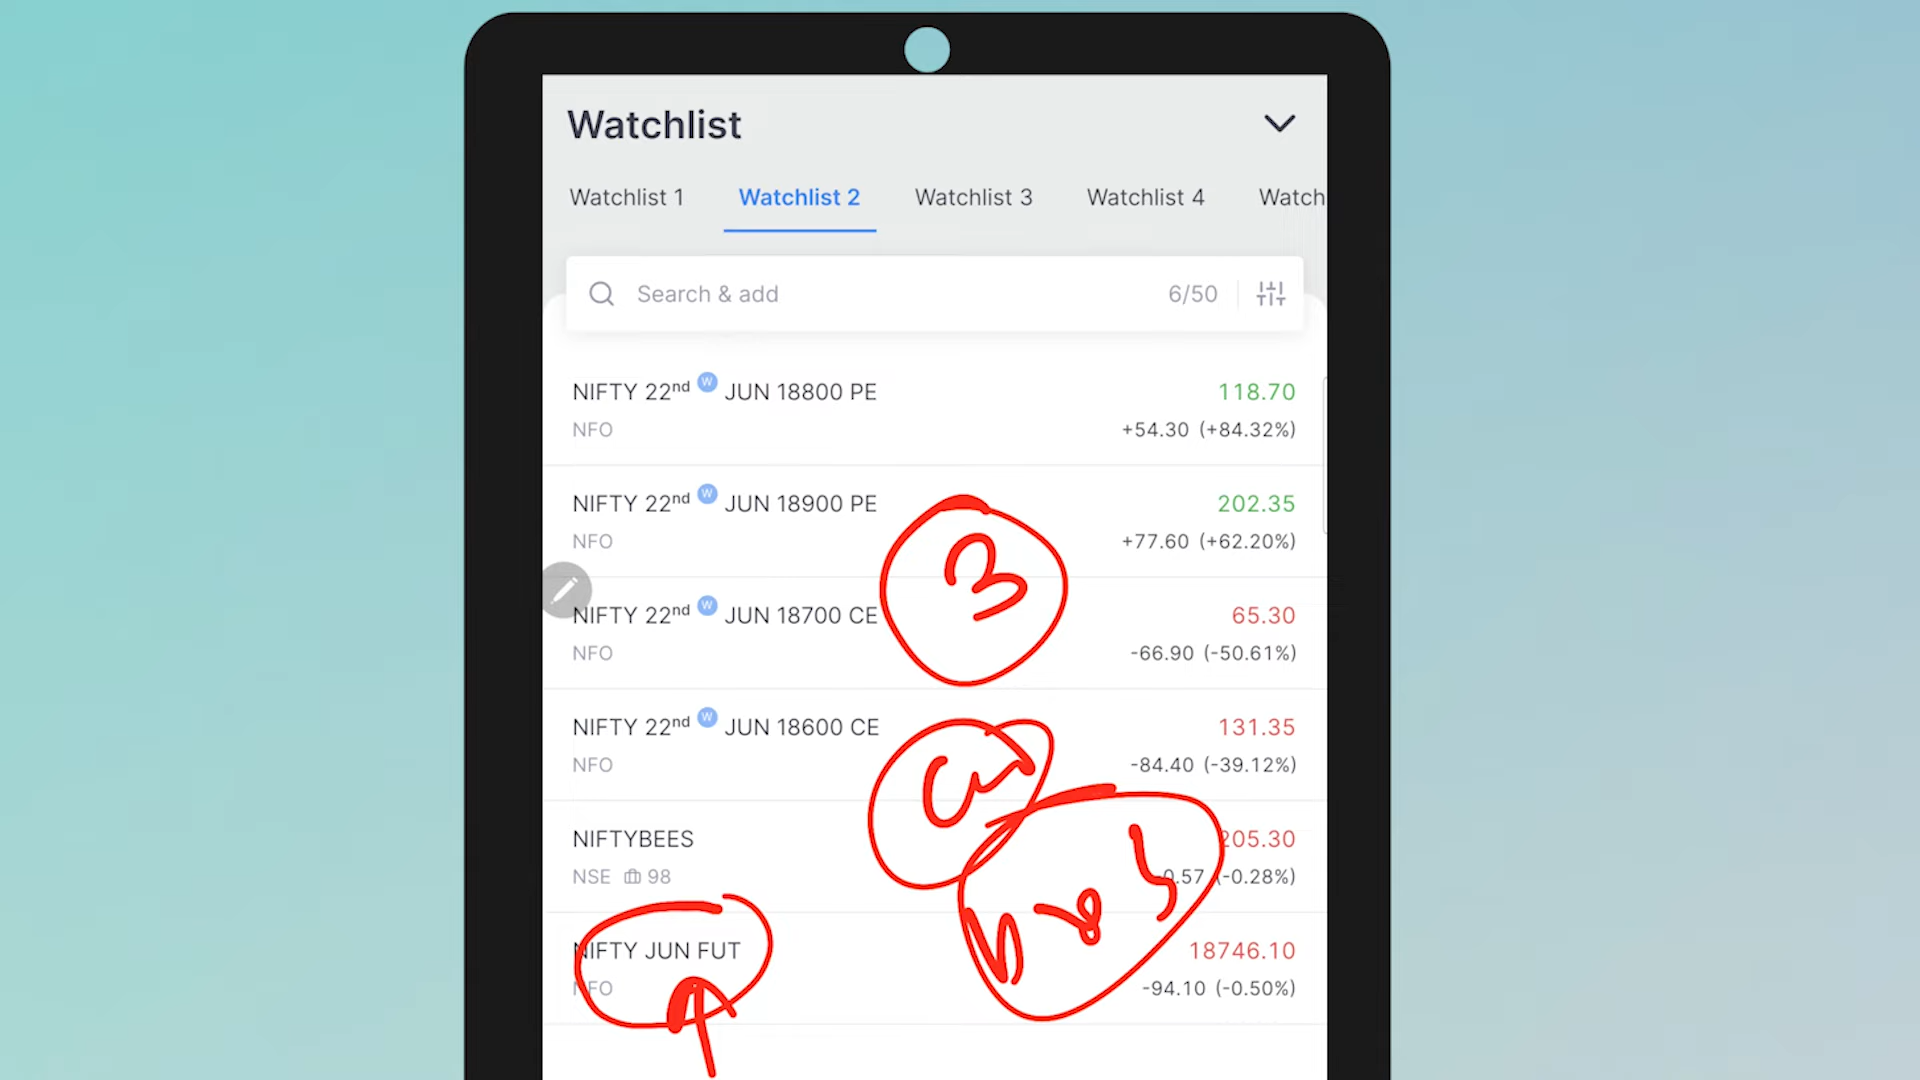 Watchlist
Watchlist 1 Watchlist 2 Watchlist 3 Watchlist 4 Watch
Search & add 6/50
NIFTY 22nd W JUN 18800 PE 118.70
NFO +54.30 (+84.32%)
NIFTY 22nd W JUN 18900 PE 202.35
NFO +77.60 (+62.20%)
3
NIFTY 22nd W JUN 18700 CE 65.30
NFO -66.90 (-50.61%)
NIFTY 22nd W JUN 18600 CE 131.35
NFO -84.40 (-39.12%)
NIFTYBEES 205.30
NSE 98 -0.57 (-0.28%)
NIFTY JUN FUT 18746.10
NFO -94.10 (-0.50%)